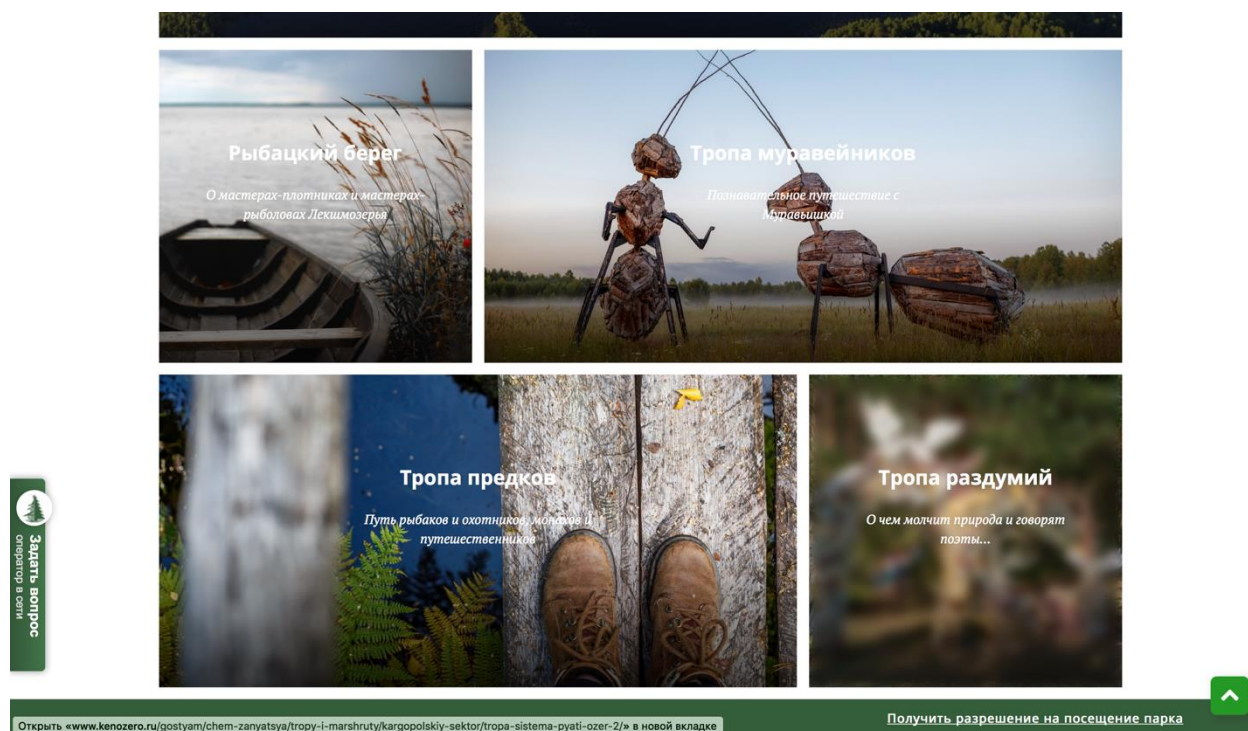 Рыбацкий берег
О мастерах-плотниках и мастерах-
рыболовах Лекшмозерья
Тропа муравейников
Познавательное путешествие с
Муравьишкой
Тропа предков
Путь рыбаков и охотников, монахов и
путешественников
Тропа раздумий
О чем молчит природа и говорят
поэты...
Задать вопрос
оператор в сети
Получить разрешение на посещение парка
Открыть «www.kenozero.ru/gostyam/chem-zanyatsya/tropy-i-marshruty/kargopolskiy-sektor/tropa-sistema-pyati-ozer-2/» в новой вкладке